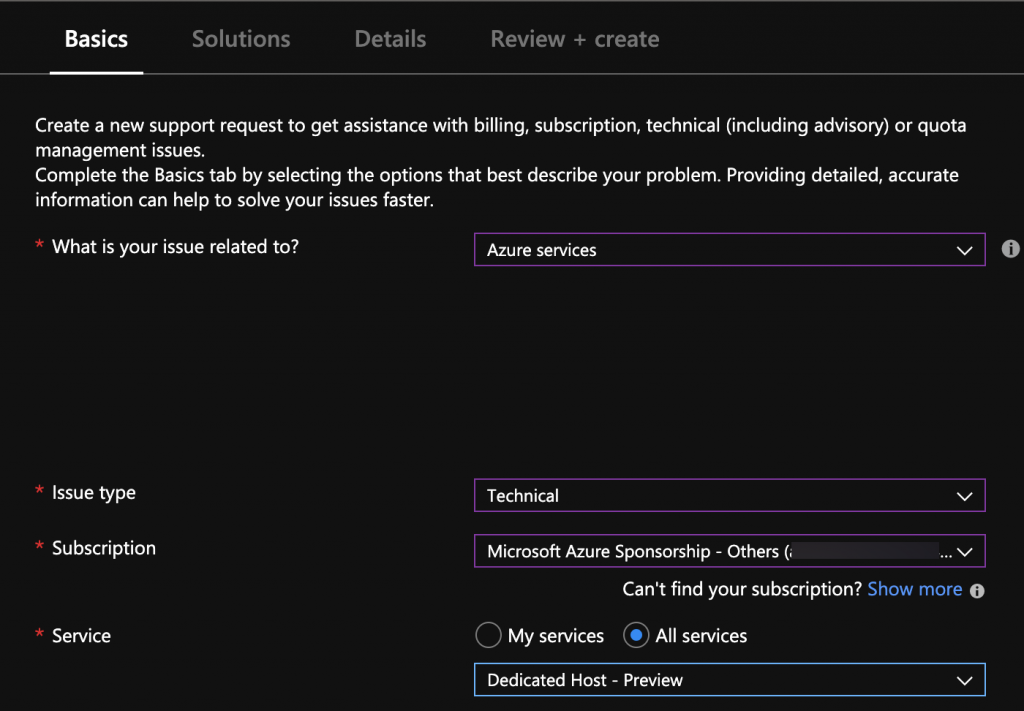 Basics Solutions Details Review + create
Create a new support request to get assistance with billing, subscription, technical (including advisory) or quota
management issues.
Complete the Basics tab by selecting the options that best describe your problem. Providing detailed, accurate
information can help to solve your issues faster.
* What is your issue related to? Azure services
* Issue type Technical
* Subscription Microsoft Azure Sponsorship - Others (...
Can't find your subscription? Show more
* Service My services All services
Dedicated Host - Preview